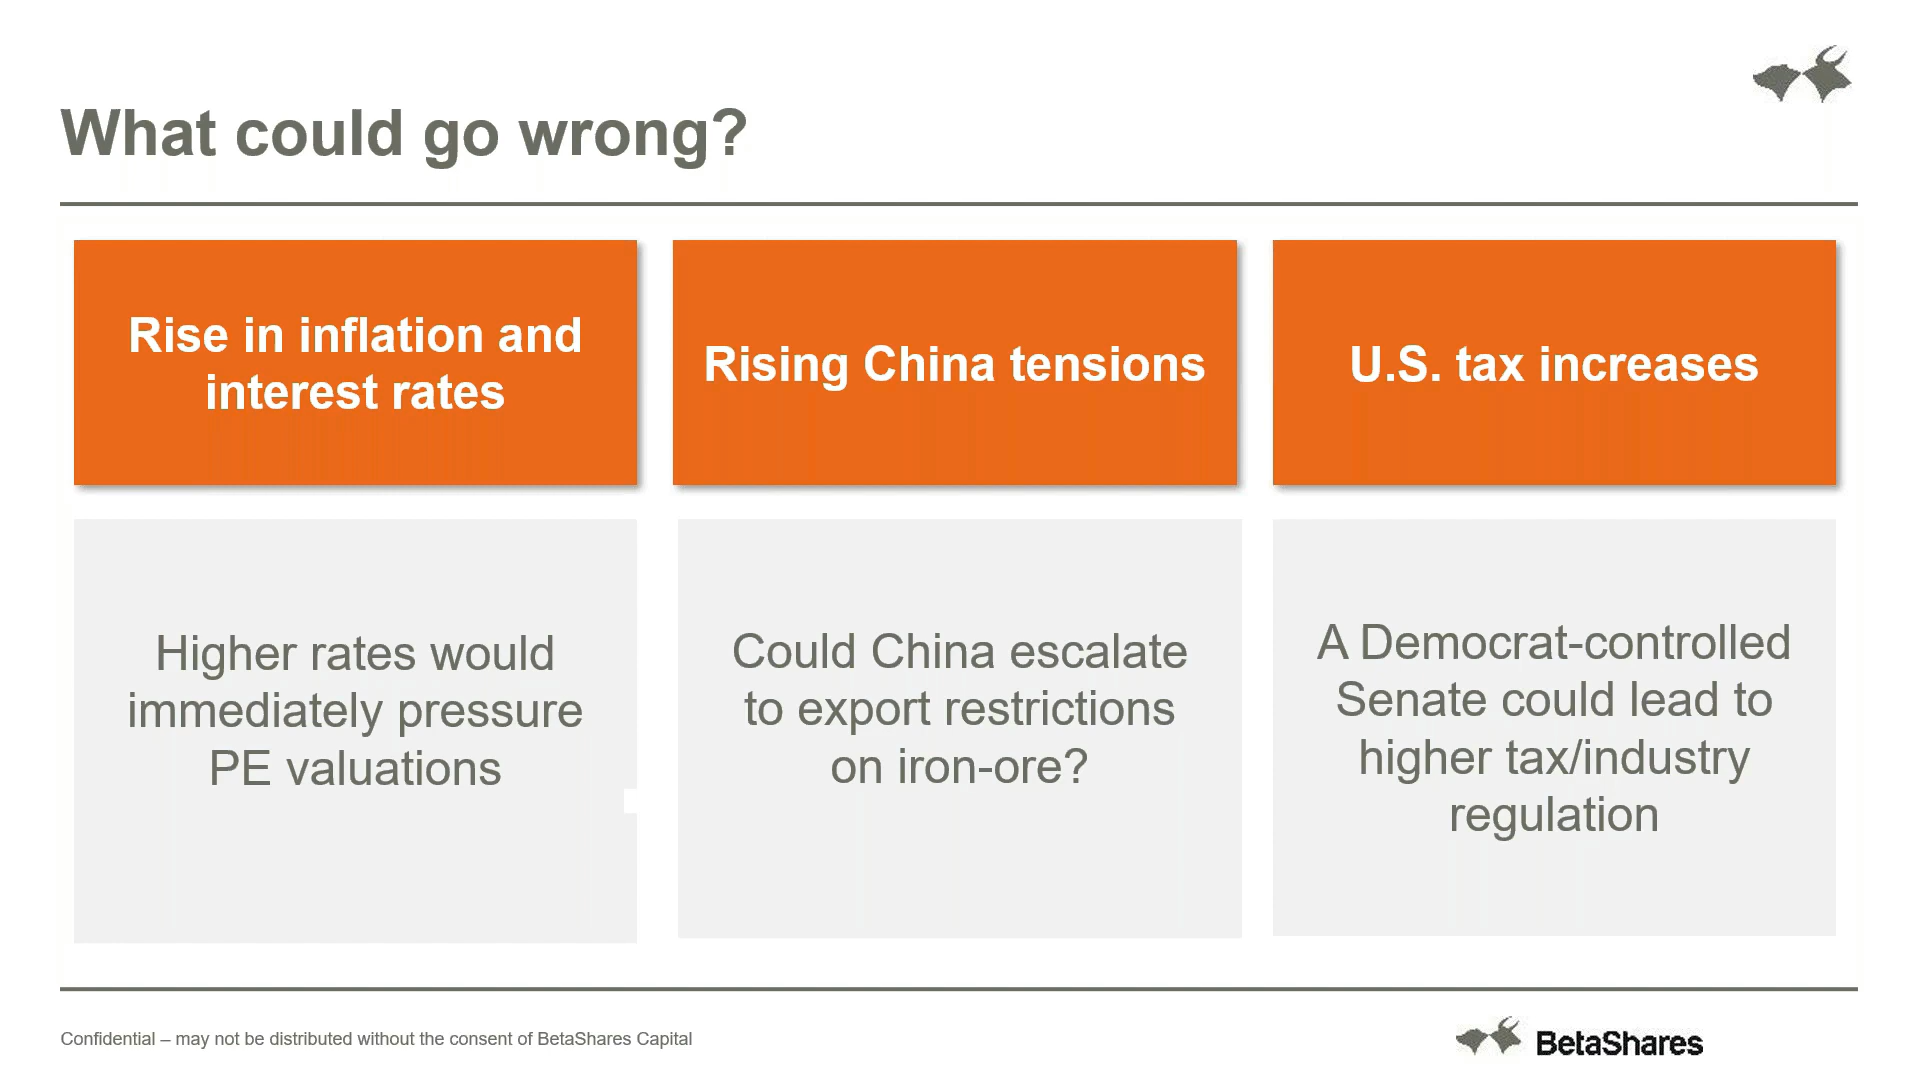 What could go wrong?
Rise in inflation and
interest rates
Rising China tensions
U.S. tax increases
Higher rates would
immediately pressure
PE valuations
Could China escalate
to export restrictions
on iron-ore?
A Democrat-controlled
Senate could lead to
higher tax/industry
regulation
Confidential – may not be distributed without the consent of BetaShares Capital
BetaShares